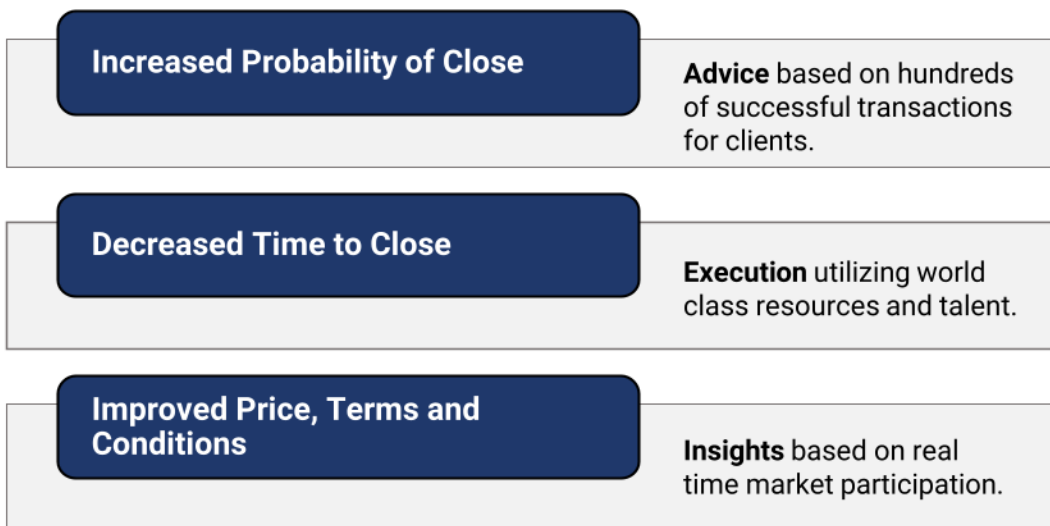 Increased Probability of Close
Advice based on hundreds
of successful transactions
for clients.
Decreased Time to Close
Execution utilizing world
class resources and talent.
Improved Price, Terms and
Conditions
Insights based on real
time market participation.